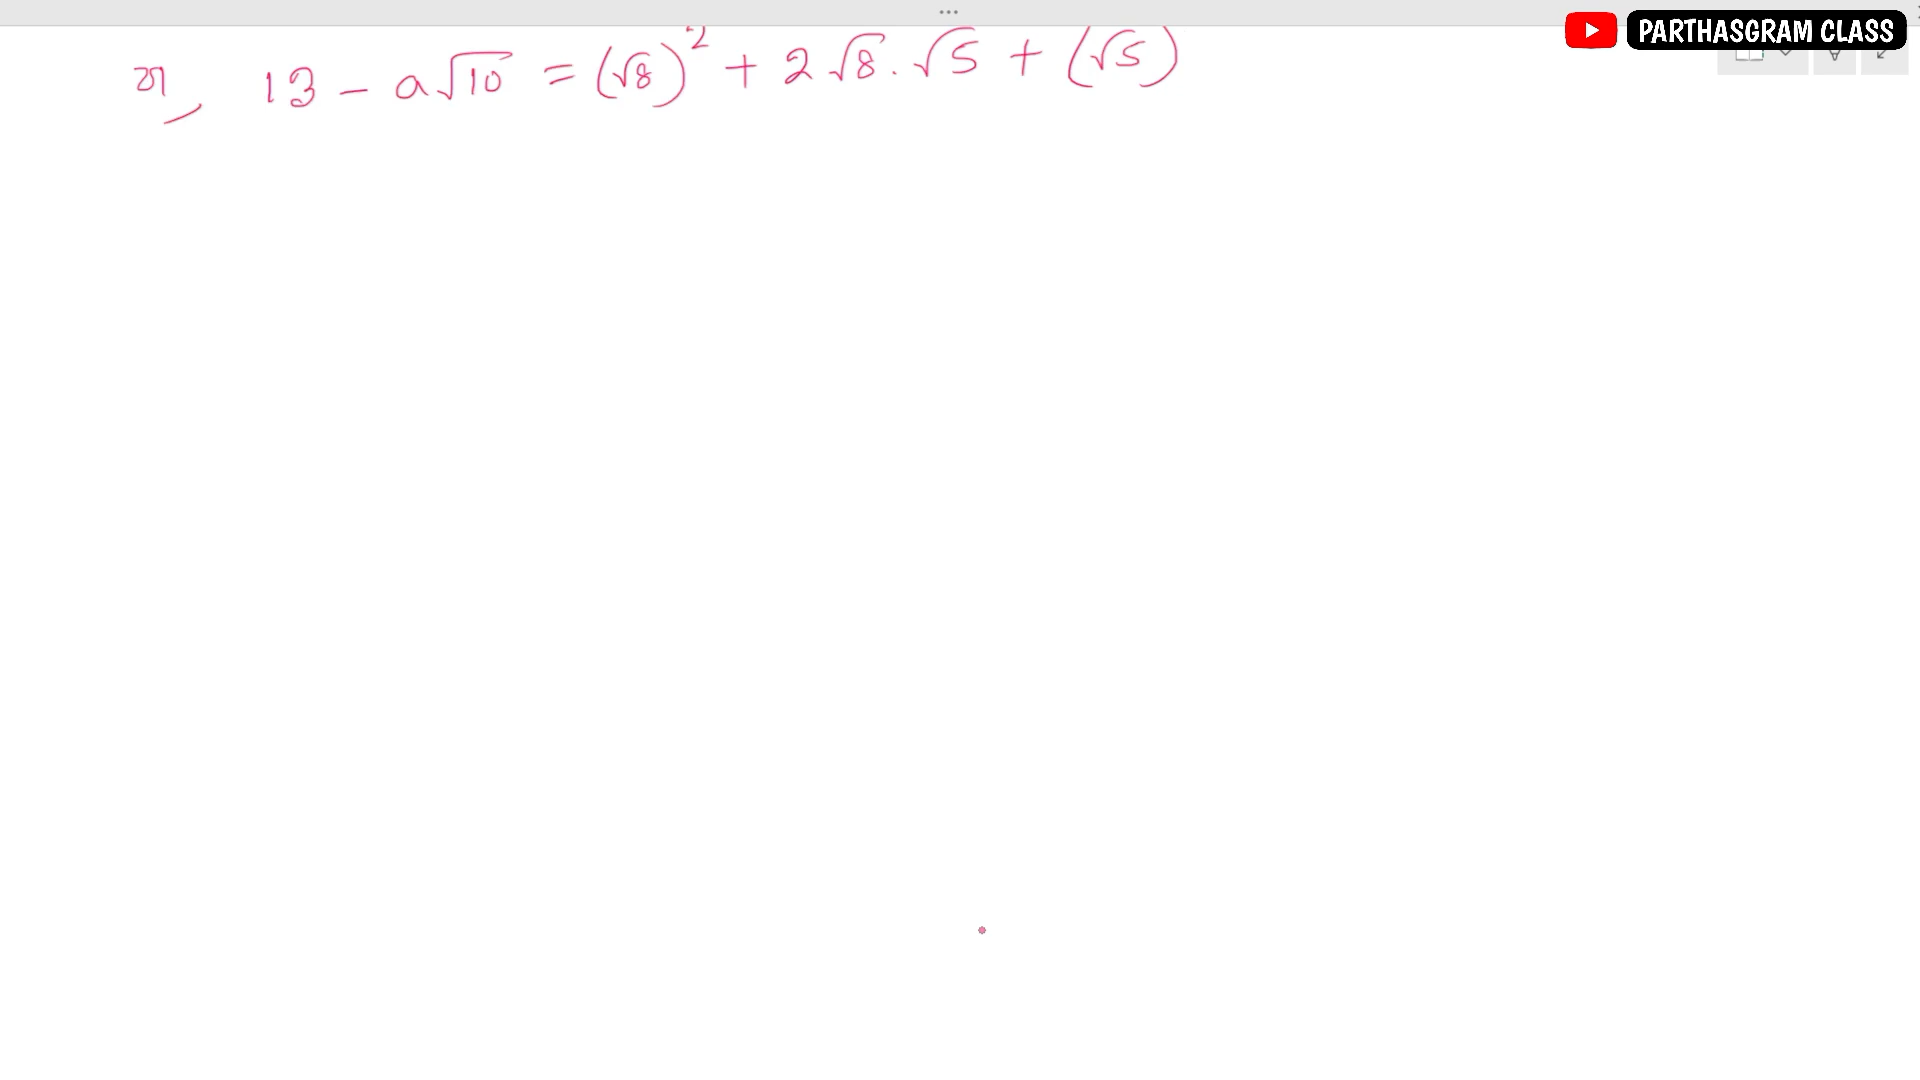 PARTHASGRAM CLASS
বা, 13 - a√10 = (√8)² + 2√8.√5 + (√5)